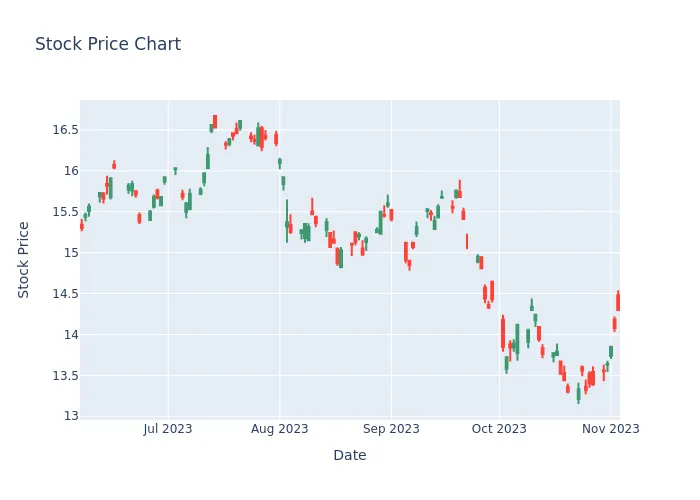 Stock Price Chart
Stock Price
16.5
16
15.5
15
14.5
14
13.5
13
Jul 2023
Aug 2023
Sep 2023
Oct 2023
Nov 2023
Date